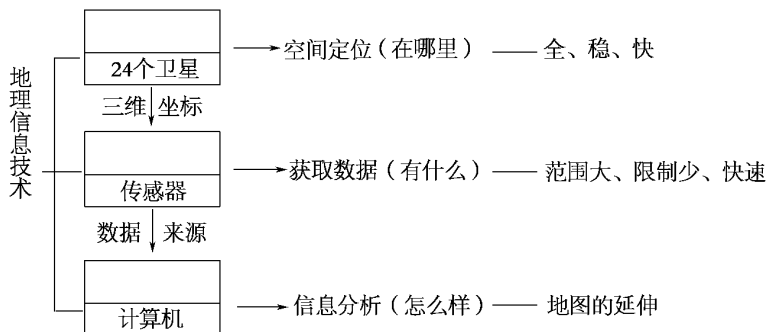 地理信息技术
24个卫星
空间定位(在哪里)
全、稳、快
三维 坐标
传感器
获取数据(有什么)
范围大、限制少、快速
数据 来源
计算机
信息分析(怎么样)
地图的延伸